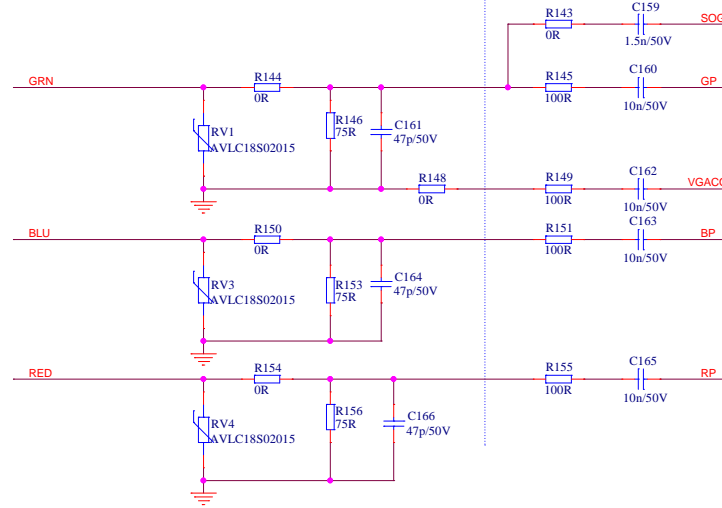 C159
SOG
R143
0R
1.5n/50V
GRN
R144
0R
R145
100R
C160
10n/50V
GP
RV1
AVLC18S02015
R146
75R
C161
47p/50V
R148
0R
R149
100R
C162
10n/50V
VGACO
BLU
R150
0R
R151
100R
C163
10n/50V
BP
RV3
AVLC18S02015
R153
75R
C164
47p/50V
RED
R154
0R
R155
100R
C165
10n/50V
RP
RV4
AVLC18S02015
R156
75R
C166
47p/50V